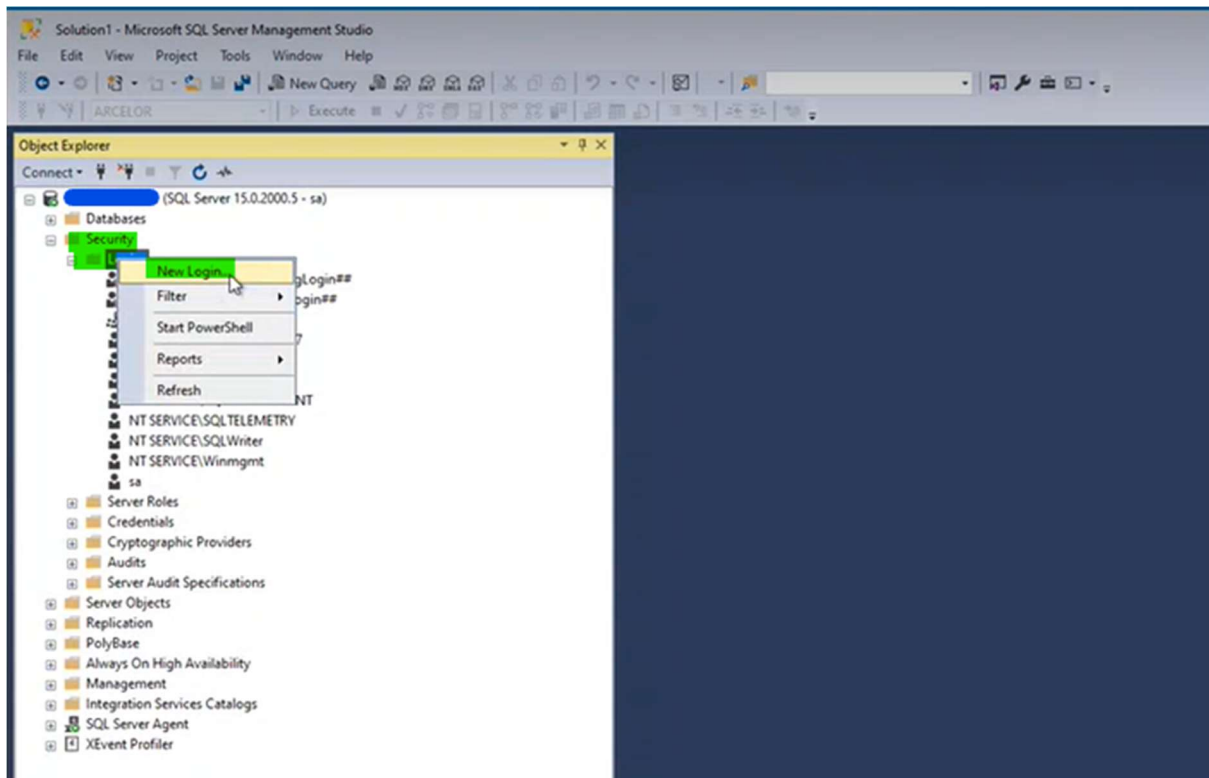 Solution1 - Microsoft SQL Server Management Studio
File Edit View Project Tools Window Help
New Query
ARCELOR Execute
Object Explorer
Connect
(SQL Server 15.0.2000.5 - sa)
Databases
Security
New Login...
gLogin##
Filter
ogin##
Start PowerShell
7
Reports
Refresh
NT
NT SERVICE\SQLTELEMETRY
NT SERVICE\SQLWriter
NT SERVICE\Winmgmt
sa
Server Roles
Credentials
Cryptographic Providers
Audits
Server Audit Specifications
Server Objects
Replication
PolyBase
Always On High Availability
Management
Integration Services Catalogs
SQL Server Agent
XEvent Profiler